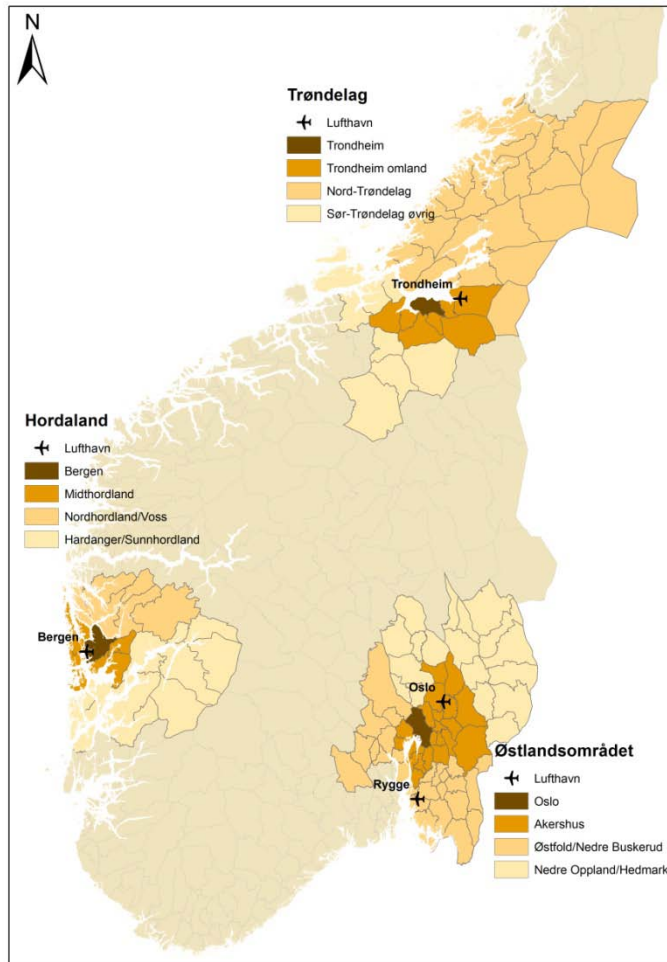 N
Trøndelag
Lufthavn
Trondheim
Trondheim omland
Nord-Trøndelag
Sør-Trøndelag øvrig
Trondheim
Hordaland
Lufthavn
Bergen
Midthordland
Nordhordland/Voss
Hardanger/Sunnhordland
Bergen
Oslo
Rygge
Østlandsområdet
Lufthavn
Oslo
Akershus
Østfold/Nedre Buskerud
Nedre Oppland/Hedmark